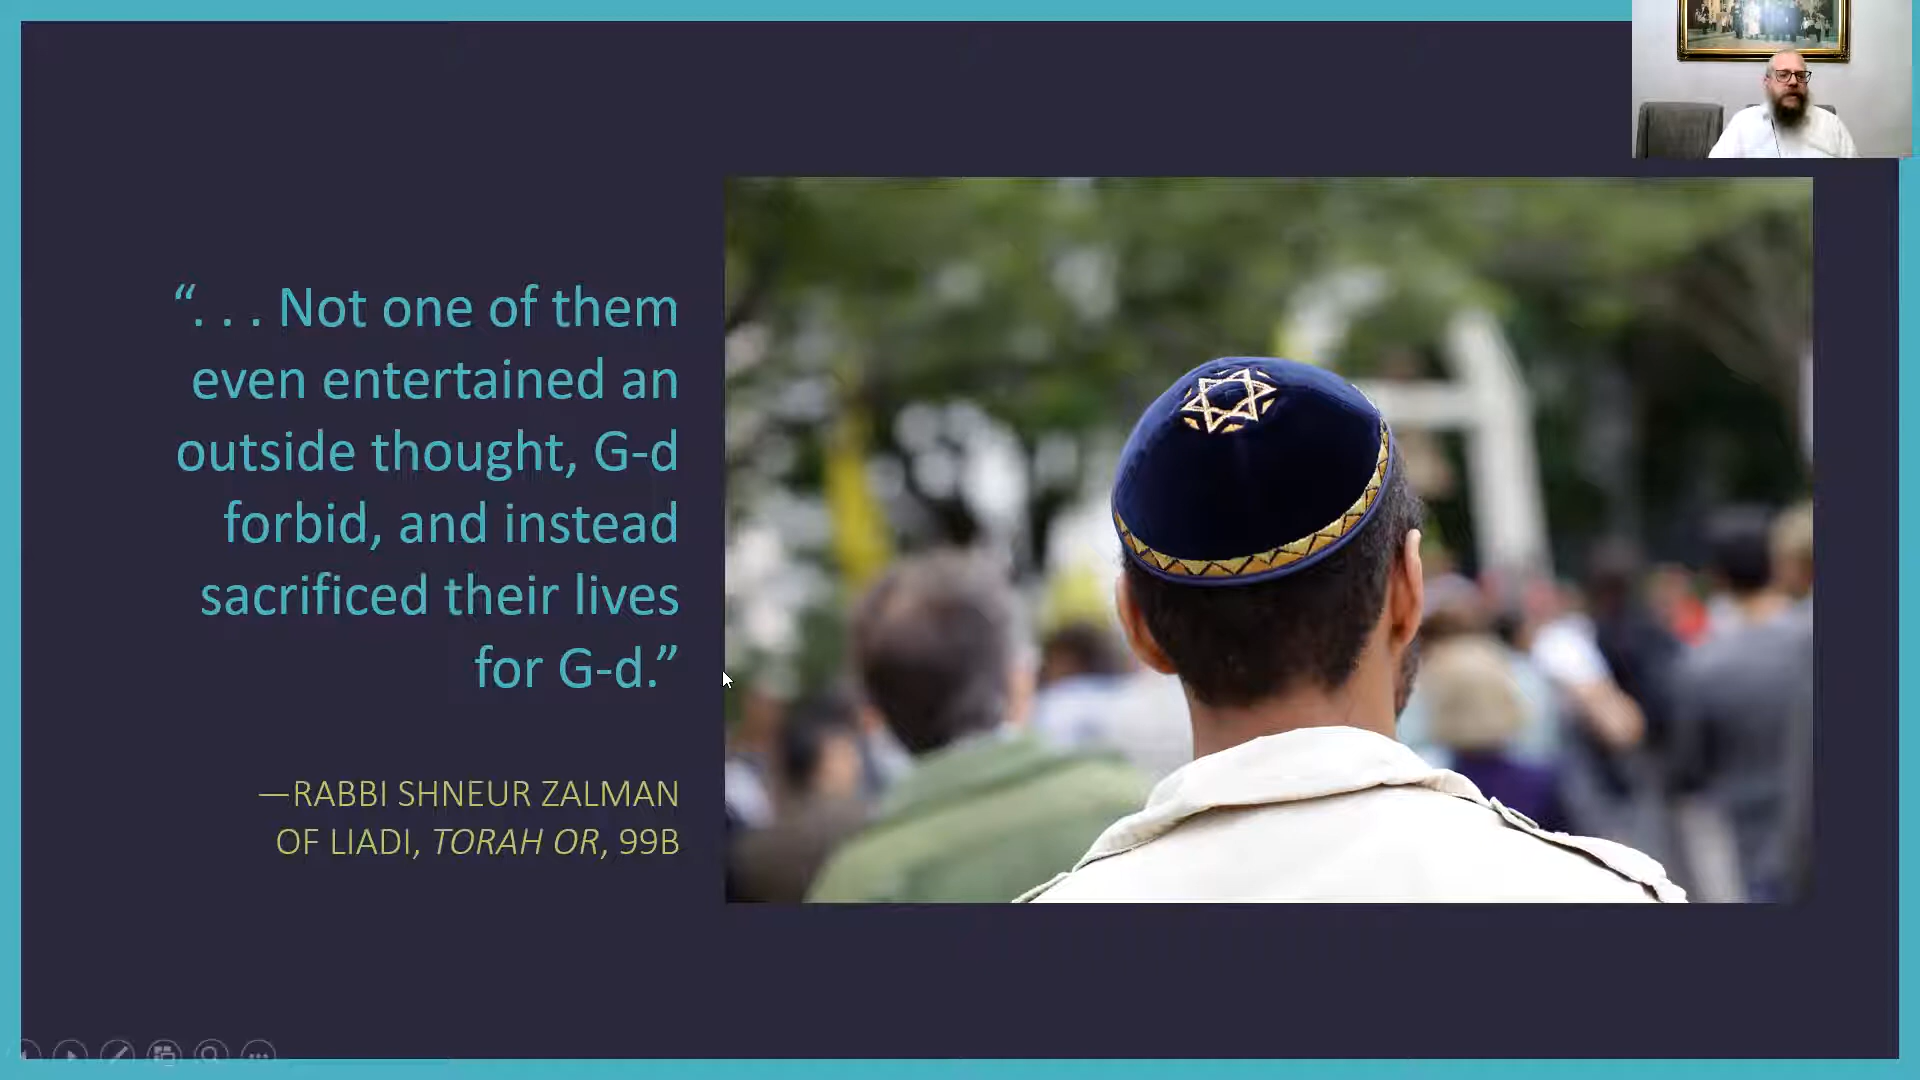 “. . . Not one of them
even entertained an
outside thought, G-d
forbid, and instead
sacrificed their lives
for G-d.”
—RABBI SHNEUR ZALMAN
OF LIADI, TORAH OR, 99B